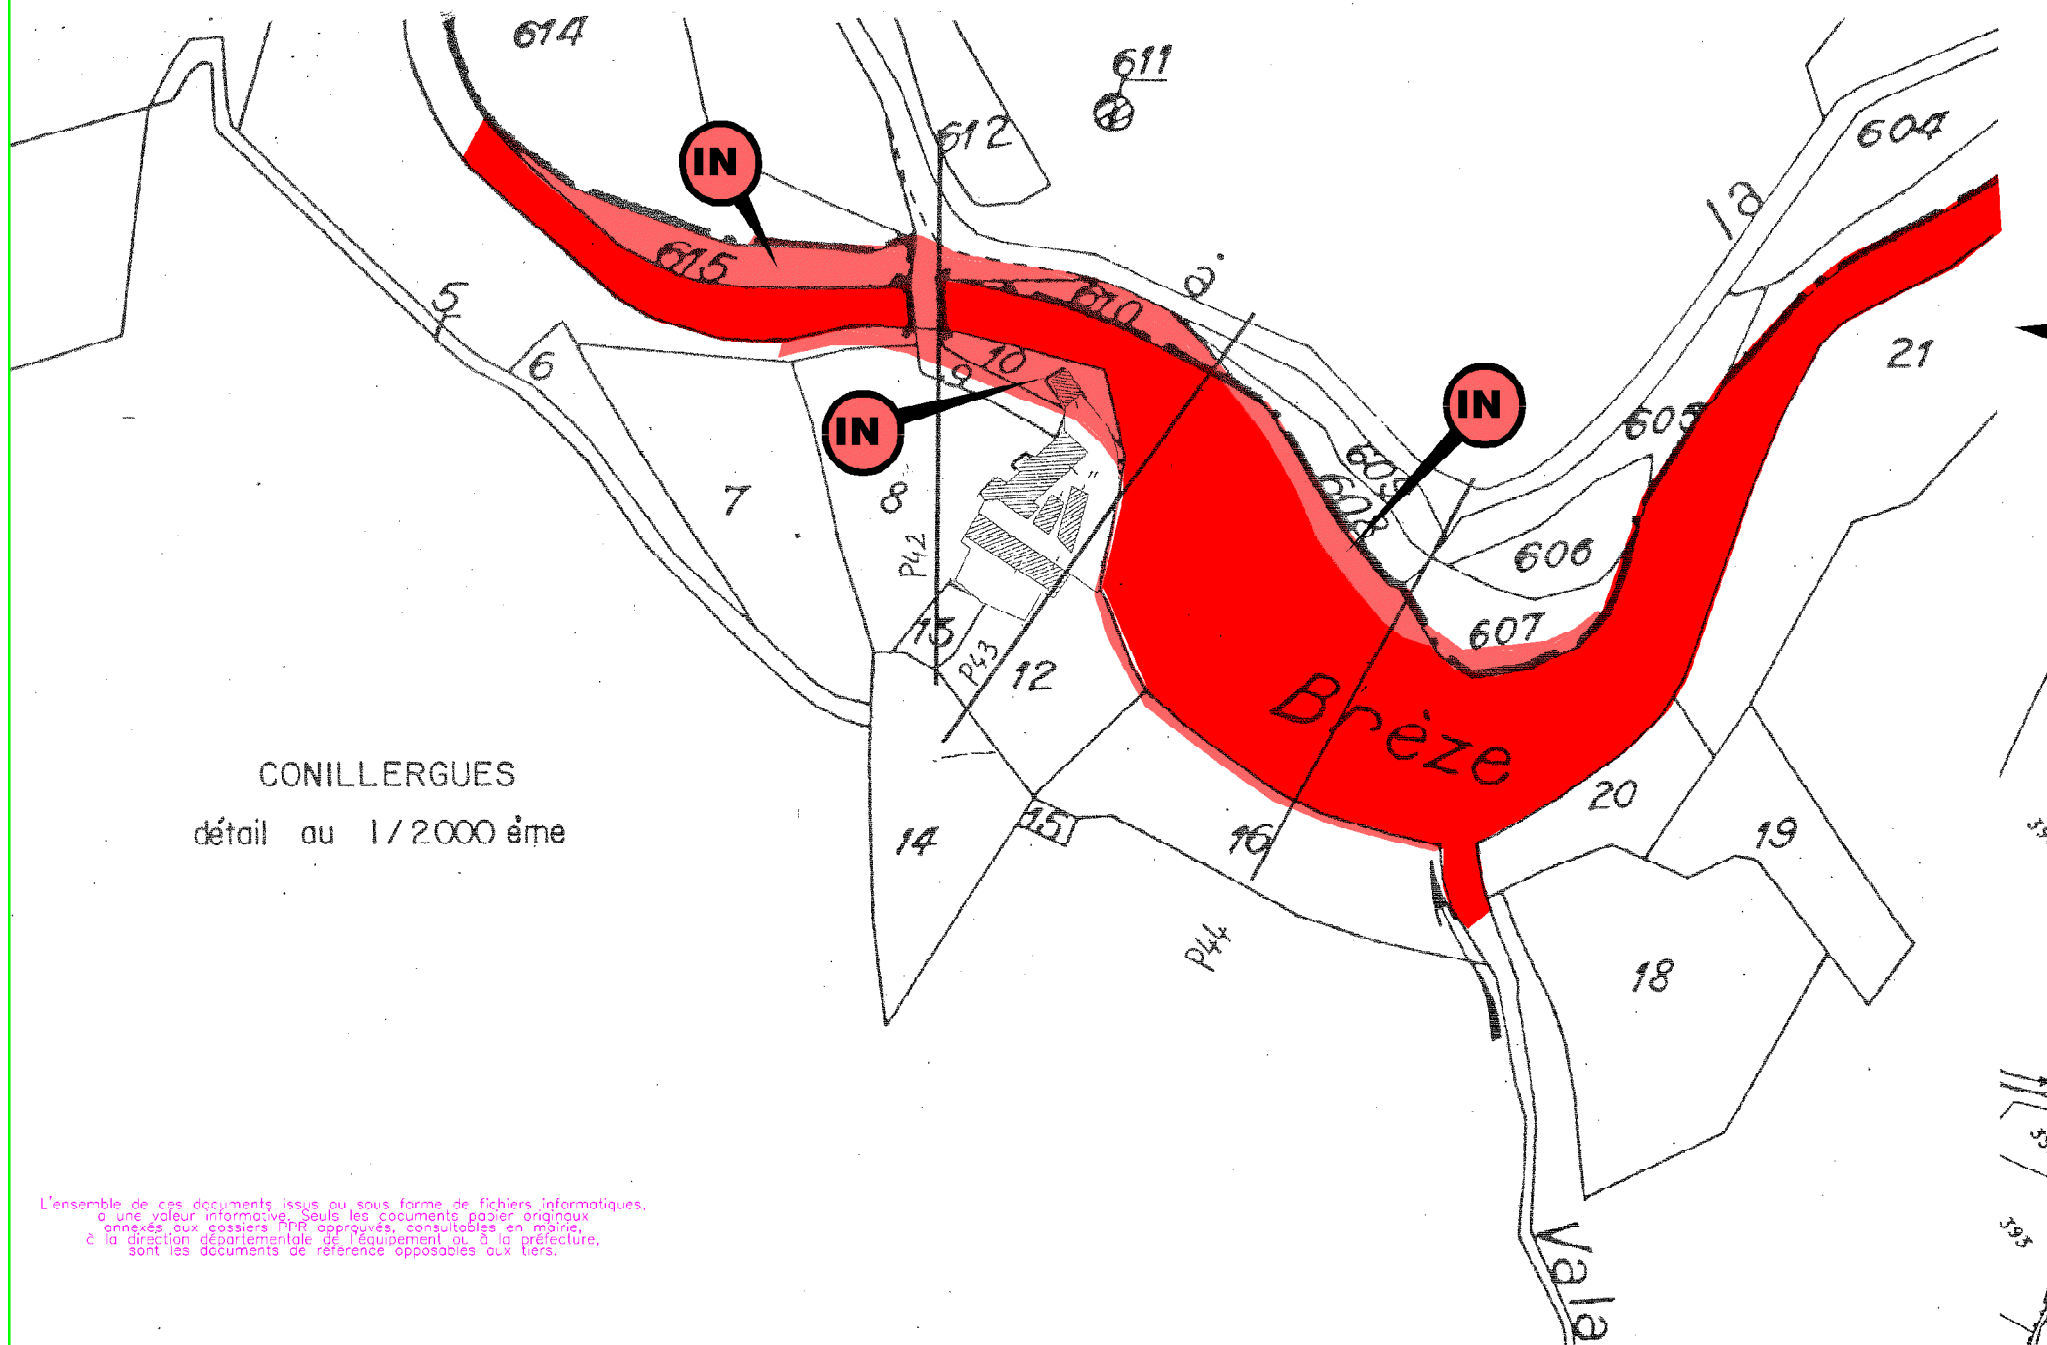 614
611
612
604
IN
la
615
à
610
5
21
6
10
9
IN
IN
605
609
7
8
608
606
P42
607
13
P43
12
Brèze
CONILLERGUES
20
détail au 1/2000 ème
14
15
16
19
P44
18
393
Vala
L'ensemble de ces documents issus ou sous forme de fichiers informatiques,
a une valeur informative. Seuls les documents papier originaux
annexés aux dossiers PPR approuvés, consultables en mairie,
à la direction départementale de l'équipement ou à la préfecture,
sont les documents de référence opposables aux tiers.